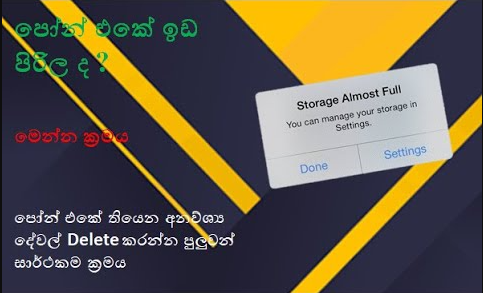 පෝන් එකේ ඉඩ
පිරිල ද ?
මෙන්න ක්‍රමය
Storage Almost Full
You can manage your storage in
Settings.
Done
Settings
පෝන් එකේ තියෙන අනවශ්‍ය
දේවල් Delete කරන්න පුලුවන්
සාර්ථකම ක්‍රමය